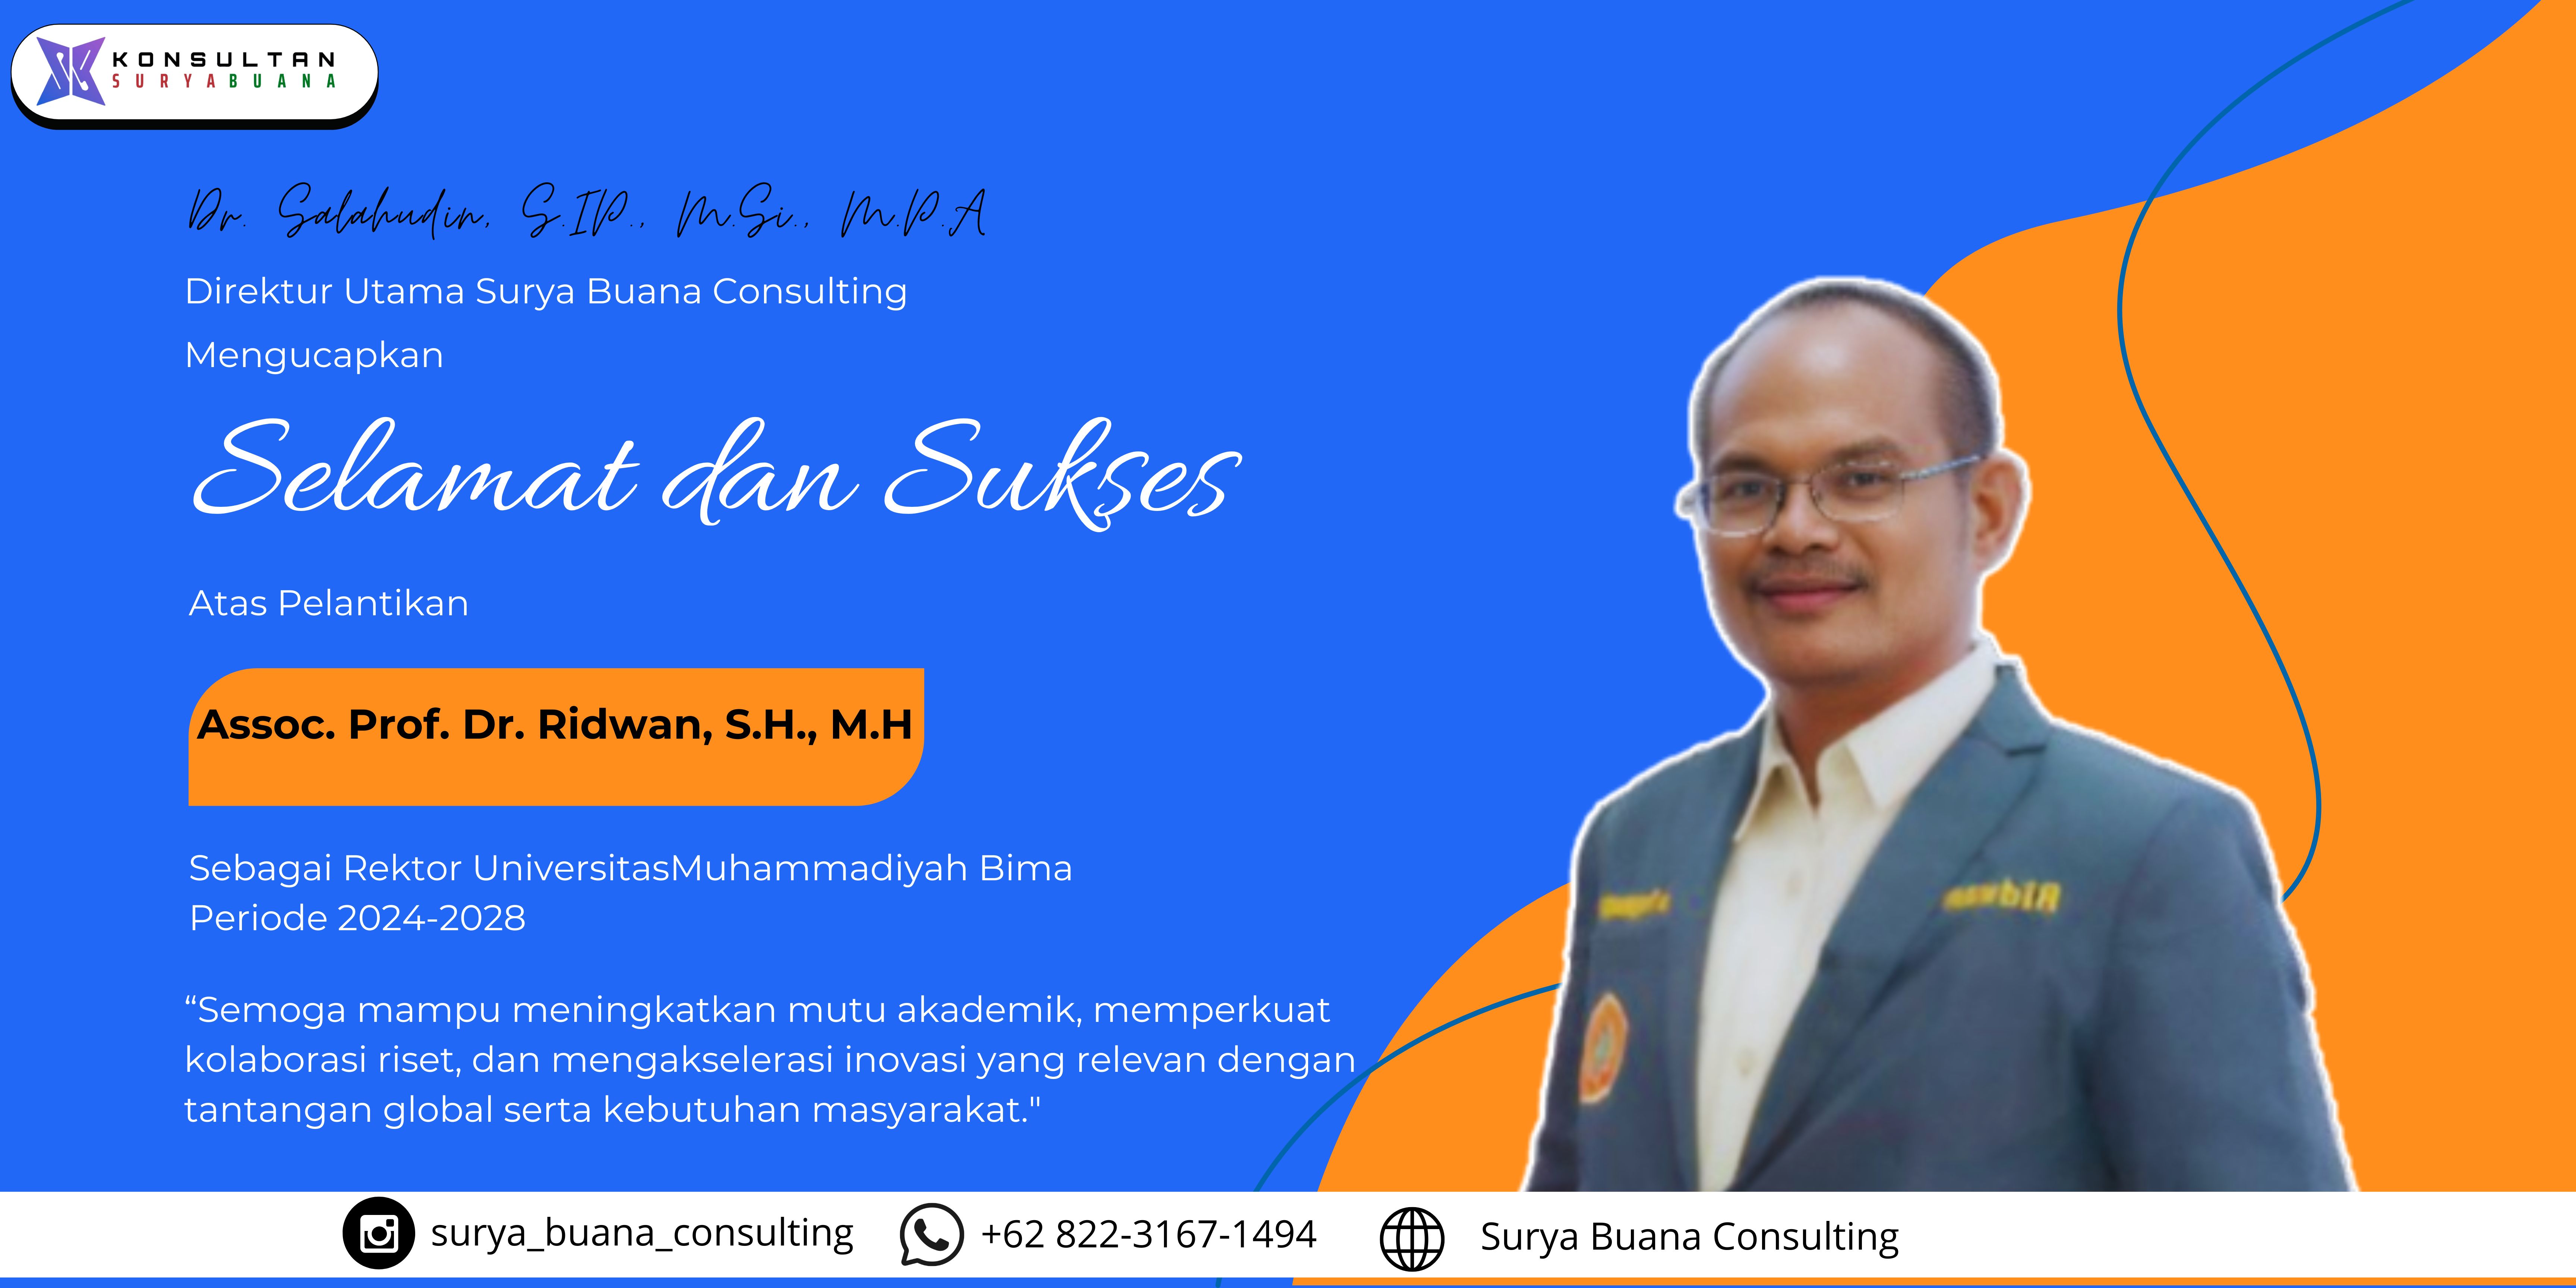 KONSULTAN
SURYABUANA
Dr. Salahudin, S.IP., M.Si., M.P.A
Direktur Utama Surya Buana Consulting
Mengucapkan
Selamat dan Sukses
Atas Pelantikan
Assoc. Prof. Dr. Ridwan, S.H., M.H
Sebagai Rektor UniversitasMuhammadiyah Bima
Periode 2024-2028
“Semoga mampu meningkatkan mutu akademik, memperkuat
kolaborasi riset, dan mengakselerasi inovasi yang relevan dengan
tantangan global serta kebutuhan masyarakat."
Ridwan
surya_buana_consulting
+62 822-3167-1494
Surya Buana Consulting